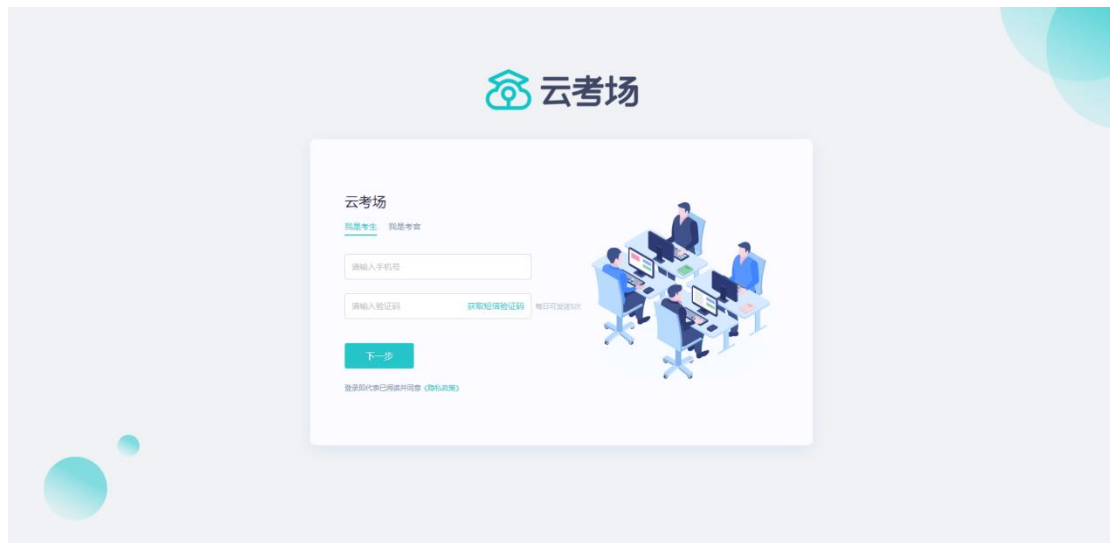 云考场
云考场
我是考生 我是考官
请输入手机号
请输入验证码 获取短信验证码 每日可发送5次
下一步
登录即代表已阅读并同意《隐私政策》